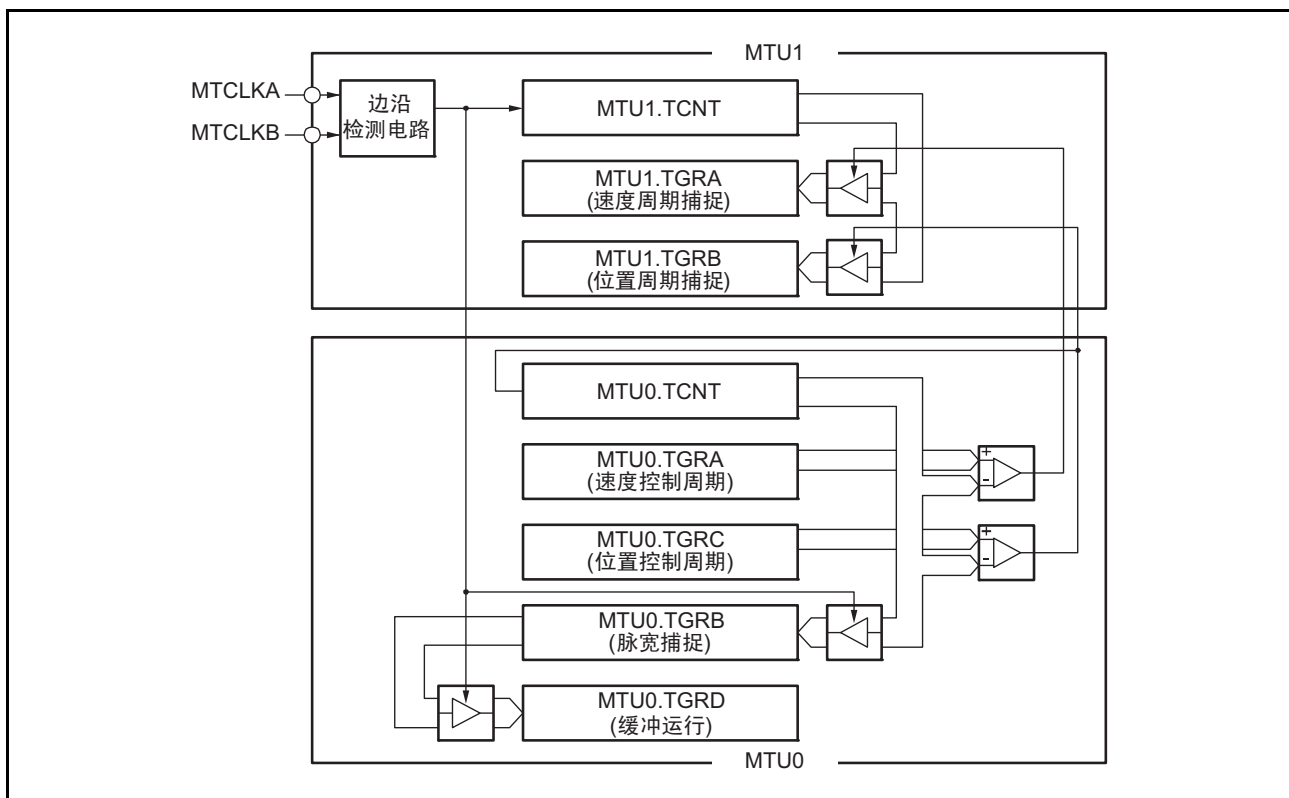 MTU1
MTCLKA
MTCLKB
边沿
检测电路
MTU1.TCNT
MTU1.TGRA
(速度周期捕捉)
MTU1.TGRB
(位置周期捕捉)
MTU0.TCNT
MTU0.TGRA
(速度控制周期)
+
-
MTU0.TGRC
(位置控制周期)
+
-
MTU0.TGRB
(脉宽捕捉)
MTU0.TGRD
(缓冲运行)
MTU0